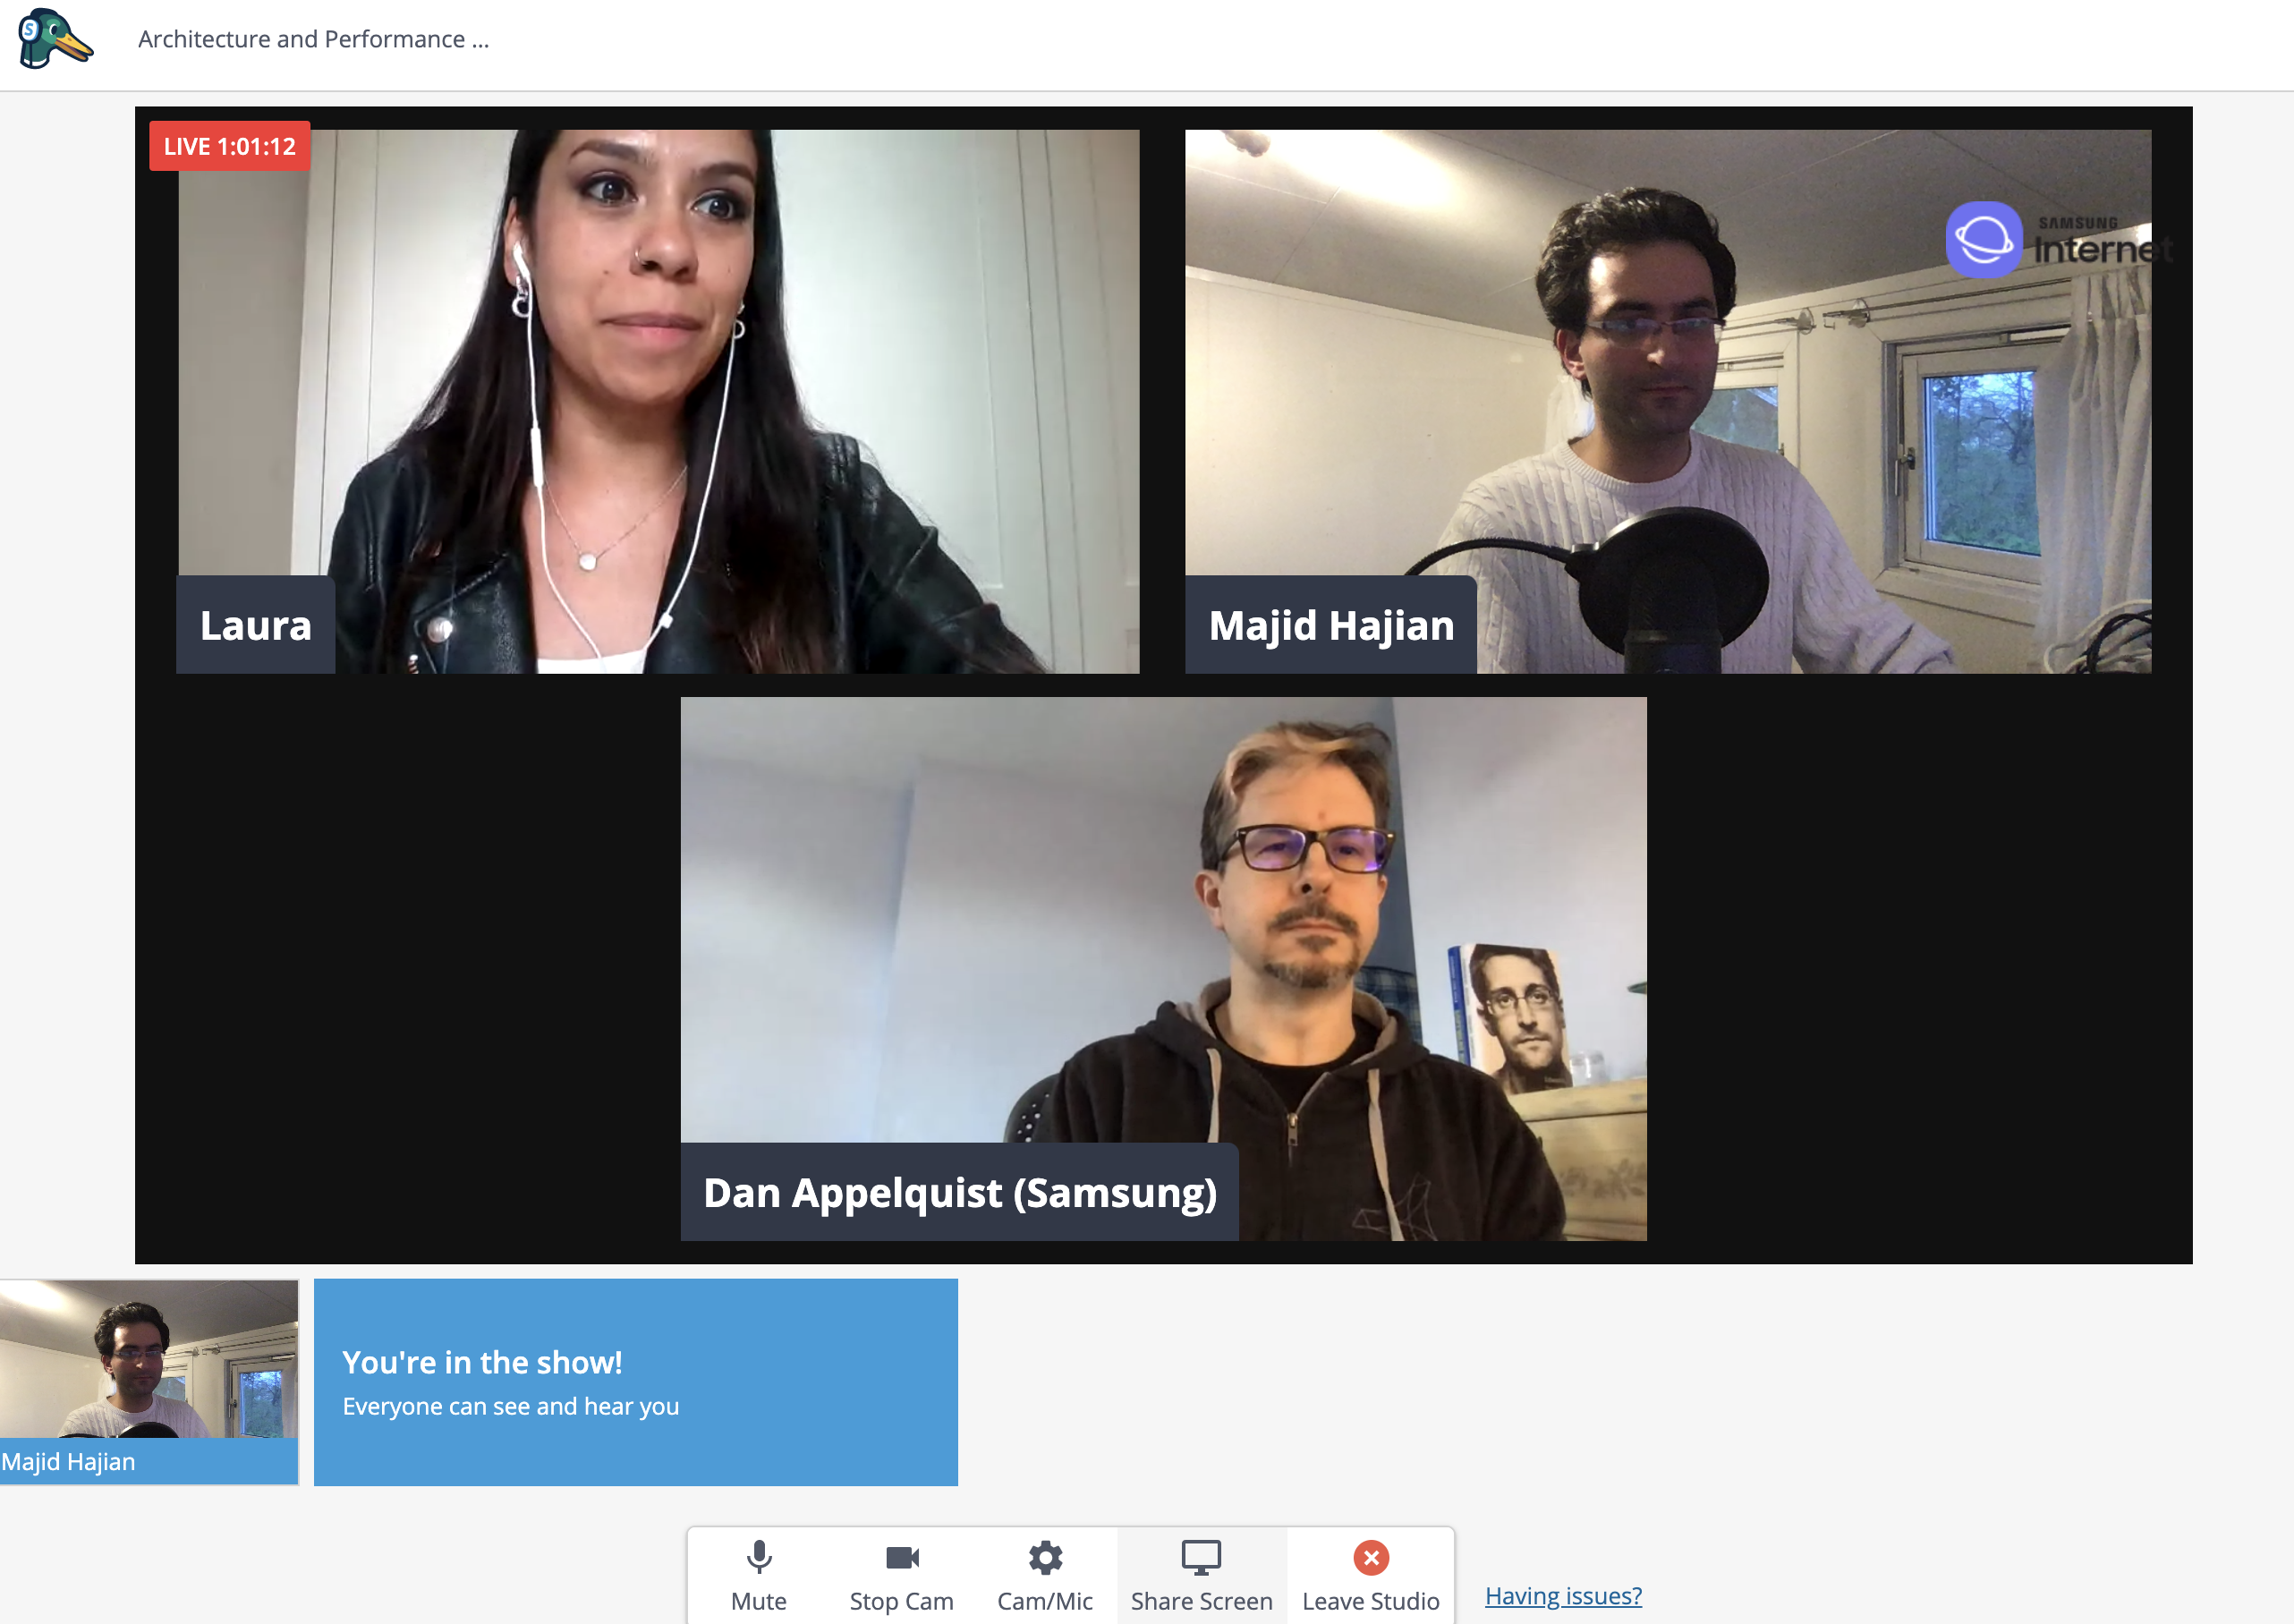 S
Architecture and Performance ...
LIVE 1:01:12
SAMSUNG
Internet
Laura
Majid Hajian
Dan Appelquist (Samsung)
You're in the show!
Everyone can see and hear you
Majid Hajian
Mute
Stop Cam
Cam/Mic
Share Screen
Leave Studio
Having issues?